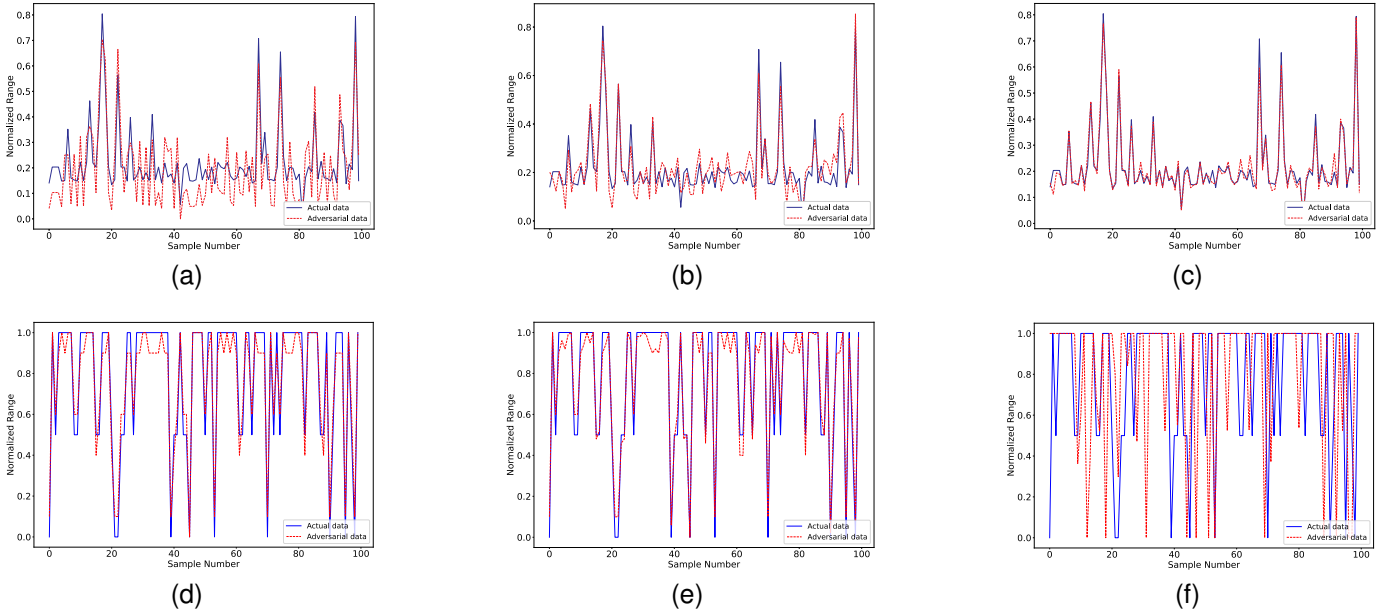 0.8
0.7
0.6
0.5
0.4
0.3
0.2
0.1
0.0
Normalized Range
Actual data
Adversarial data
0 20 40 60 80 100
Sample Number
(a)
0.8
0.6
0.4
0.2
0.0
Normalized Range
Actual data
Adversarial data
0 20 40 60 80 100
Sample Number
(b)
0.8
0.7
0.6
0.5
0.4
0.3
0.2
0.1
0.0
Normalized Range
Actual data
Adversarial data
0 20 40 60 80 100
Sample Number
(c)
1.0
0.8
0.6
0.4
0.2
0.0
Normalized Range
Actual data
Adversarial data
0 20 40 60 80 100
Sample Number
(d)
1.0
0.8
0.6
0.4
0.2
0.0
Normalized Range
Actual data
Adversarial data
0 20 40 60 80 100
Sample Number
(e)
1.0
0.8
0.6
0.4
0.2
0.0
Normalized Range
Actual data
Adversarial data
0 20 40 60 80 100
Sample Number
(f)